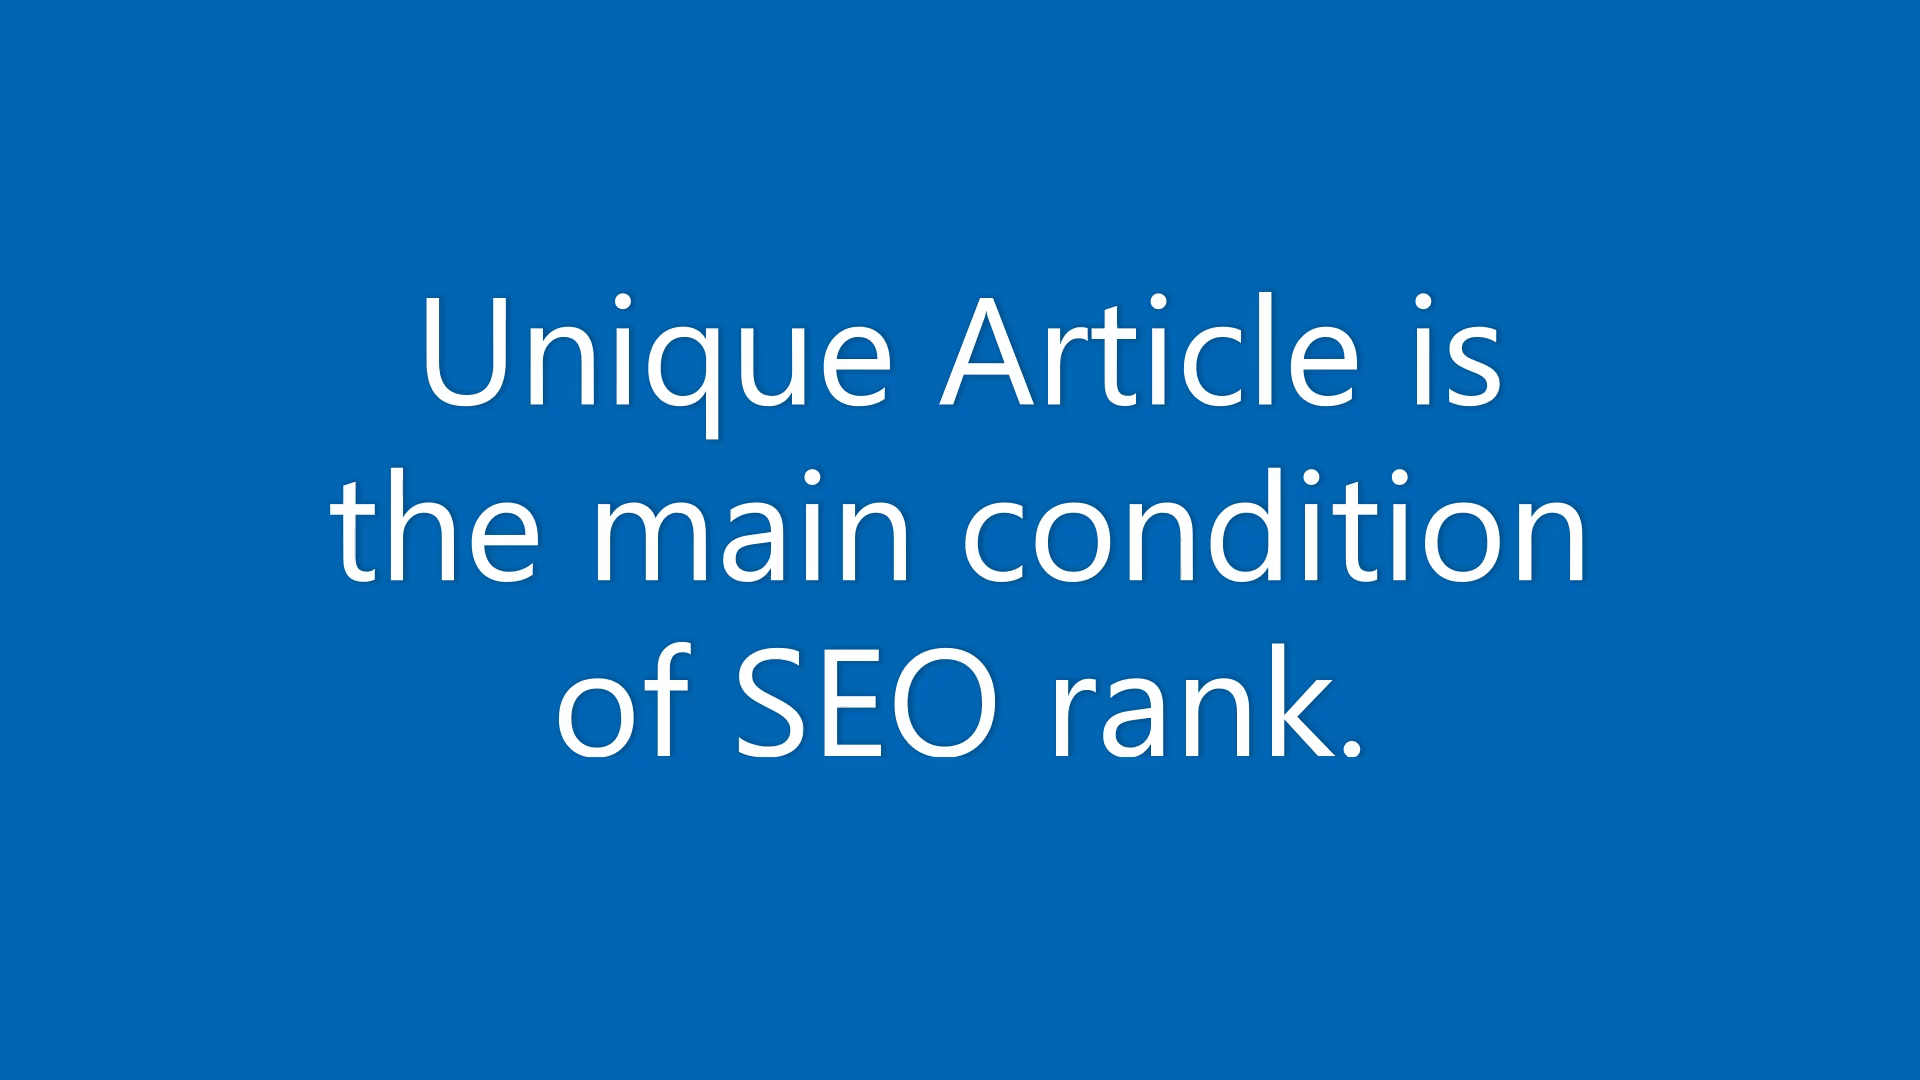 Unique Article is
the main condition
of SEO rank.